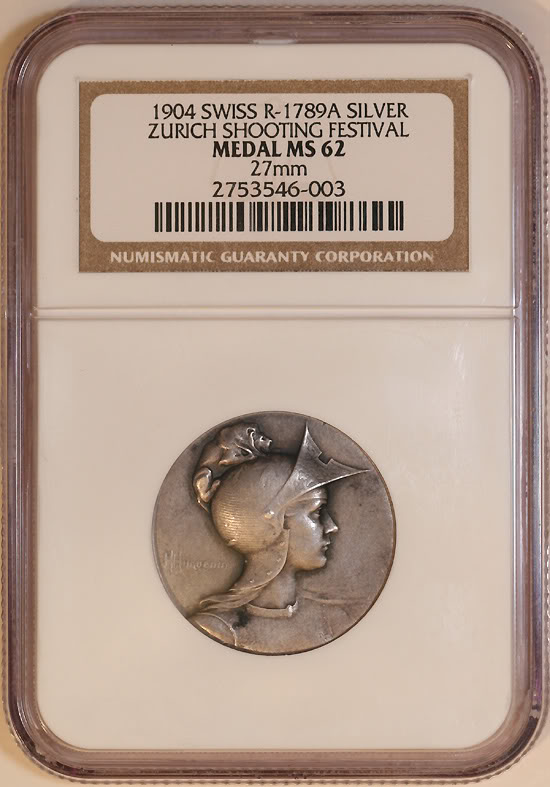 1904 SWISS R-1789A SILVER
ZURICH SHOOTING FESTIVAL
MEDAL MS 62
27mm
2753546-003
NUMISMATIC GUARANTY CORPORATION